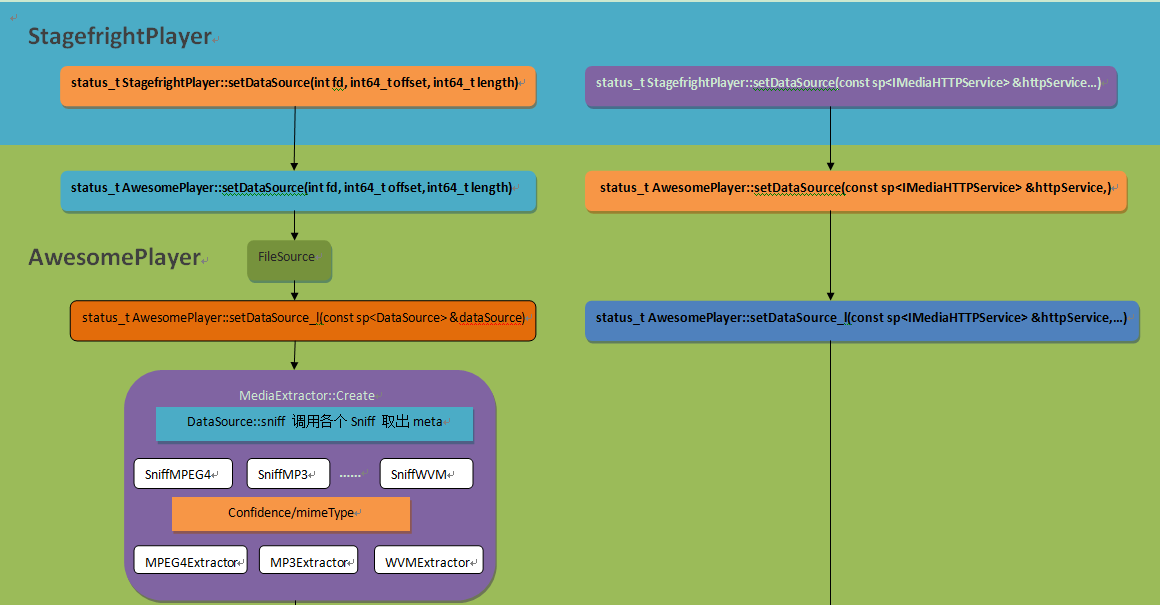 StagefrightPlayer
status_t StagefrightPlayer::setDataSource(int fd, int64_t offset, int64_t length)
status_t StagefrightPlayer::setDataSource(const sp<IMediaHTTPService> &httpService...)
status_t AwesomePlayer::setDataSource(int fd, int64_t offset, int64_t length)
status_t AwesomePlayer::setDataSource(const sp<IMediaHTTPService> &httpService,)
AwesomePlayer
FileSource
status_t AwesomePlayer::setDataSource_l(const sp<DataSource> &dataSource)
status_t AwesomePlayer::setDataSource_l(const sp<IMediaHTTPService> &httpService,...)
MediaExtractor::Create
DataSource::sniff 调用各个 Sniff 取出 meta
SniffMPEG4
SniffMP3
......
SniffWVM
Confidence/mimeType
MPEG4Extractor
MP3Extractor
WVMExtractor